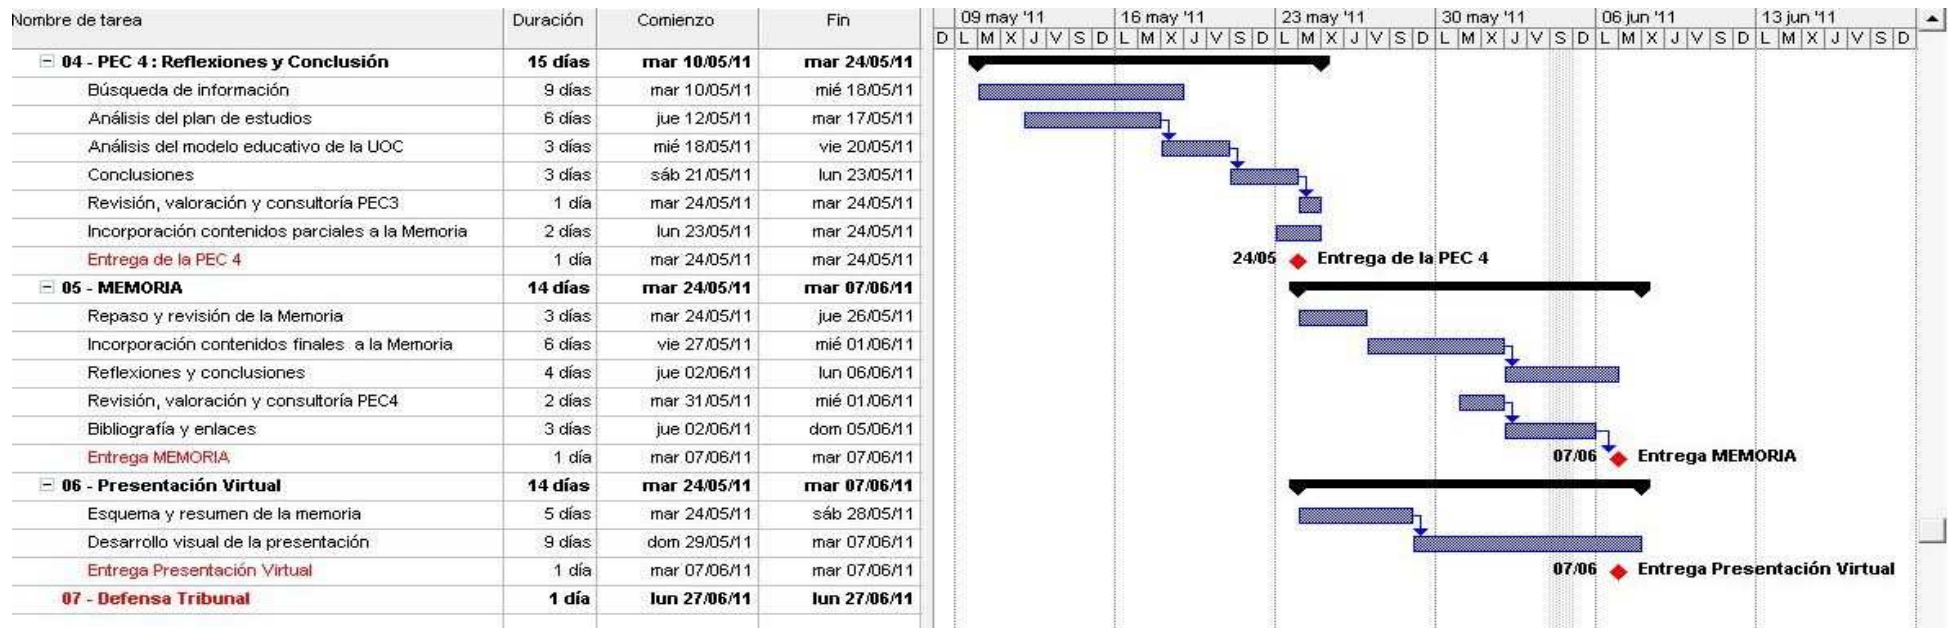 Nombre de tarea Duración Comienzo Fin 09 may '11 16 may '11 23 may '11 30 may '11 06 jun '11 13 jun '11
D L M X J V S D L M X J V S D L M X J V S D L M X J V S D L M X J V S D L M X J V S D
04 - PEC 4 : Reflexiones y Conclusión 15 días mar 10/05/11 mar 24/05/11
Búsqueda de información 9 días mar 10/05/11 mié 18/05/11
Análisis del plan de estudios 6 días jue 12/05/11 mar 17/05/11
Análisis del modelo educativo de la UOC 3 días mié 18/05/11 vie 20/05/11
Conclusiones 3 días sáb 21/05/11 lun 23/05/11
Revisión, valoración y consultoría PEC3 1 día mar 24/05/11 mar 24/05/11
Incorporación contenidos parciales a la Memoria 2 días lun 23/05/11 mar 24/05/11
Entrega de la PEC 4 1 día mar 24/05/11 mar 24/05/11 24/05 Entrega de la PEC 4
05 - MEMORIA 14 días mar 24/05/11 mar 07/06/11
Repaso y revisión de la Memoria 3 días mar 24/05/11 jue 26/05/11
Incorporación contenidos finales a la Memoria 6 días vie 27/05/11 mié 01/06/11
Reflexiones y conclusiones 4 días jue 02/06/11 lun 06/06/11
Revisión, valoración y consultoría PEC4 2 días mar 31/05/11 mié 01/06/11
Bibliografía y enlaces 3 días jue 02/06/11 dom 05/06/11
Entrega MEMORIA 1 día mar 07/06/11 mar 07/06/11 07/06 Entrega MEMORIA
06 - Presentación Virtual 14 días mar 24/05/11 mar 07/06/11
Esquema y resumen de la memoria 5 días mar 24/05/11 sáb 28/05/11
Desarrollo visual de la presentación 9 días dom 29/05/11 mar 07/06/11
Entrega Presentación Virtual 1 día mar 07/06/11 mar 07/06/11 07/06 Entrega Presentación Virtual
07 - Defensa Tribunal 1 día lun 27/06/11 lun 27/06/11